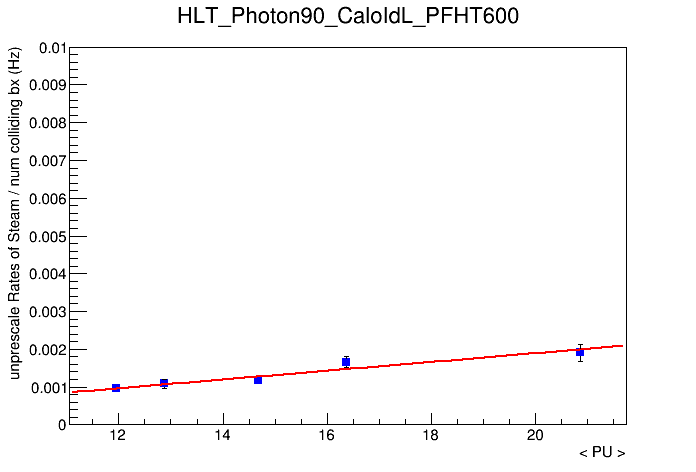 HLT_Photon90_CaloIdL_PFHT600
unprescale Rates of Steam / num colliding bx (Hz)
0.01
0.009
0.008
0.007
0.006
0.005
0.004
0.003
0.002
0.001
0
12 14 16 18 20
< PU >